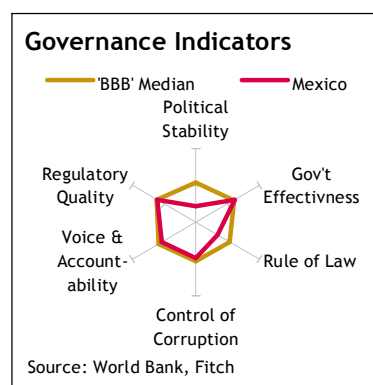 Governance Indicators
'BBB' Median
Mexico
Political
Stability
Regulatory
Quality
Gov't
Effectivness
Voice &
Account-
ability
Rule of Law
Control of
Corruption
Source: World Bank, Fitch